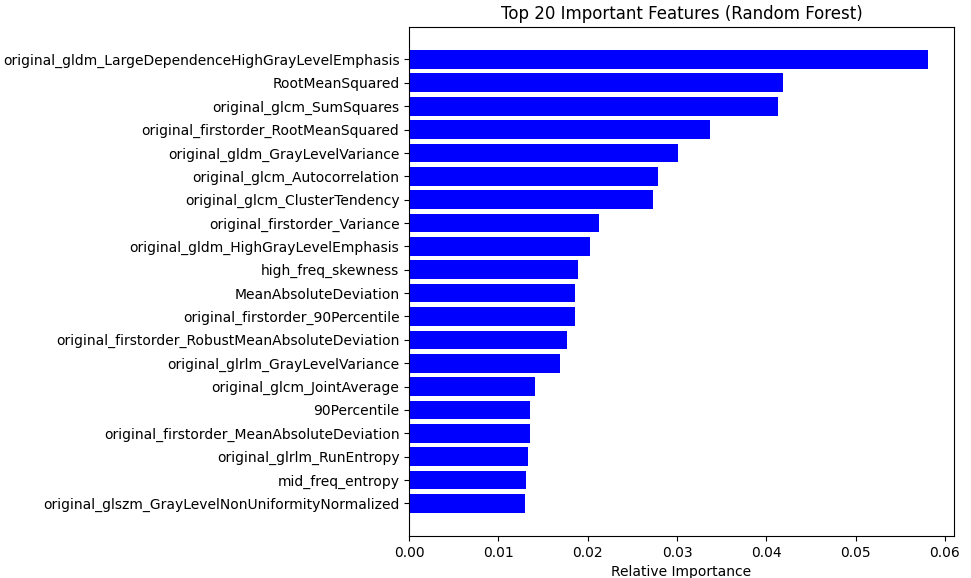 Top 20 Important Features (Random Forest)
original_gldm_LargeDependenceHighGrayLevelEmphasis
RootMeanSquared
original_glcm_SumSquares
original_firstorder_RootMeanSquared
original_gldm_GrayLevelVariance
original_glcm_Autocorrelation
original_glcm_ClusterTendency
original_firstorder_Variance
original_gldm_HighGrayLevelEmphasis
high_freq_skewness
MeanAbsoluteDeviation
original_firstorder_90Percentile
original_firstorder_RobustMeanAbsoluteDeviation
original_glrlm_GrayLevelVariance
original_glcm_JointAverage
90Percentile
original_firstorder_MeanAbsoluteDeviation
original_glrlm_RunEntropy
mid_freq_entropy
original_glszm_GrayLevelNonUniformityNormalized
0.00 0.01 0.02 0.03 0.04 0.05 0.06
Relative Importance